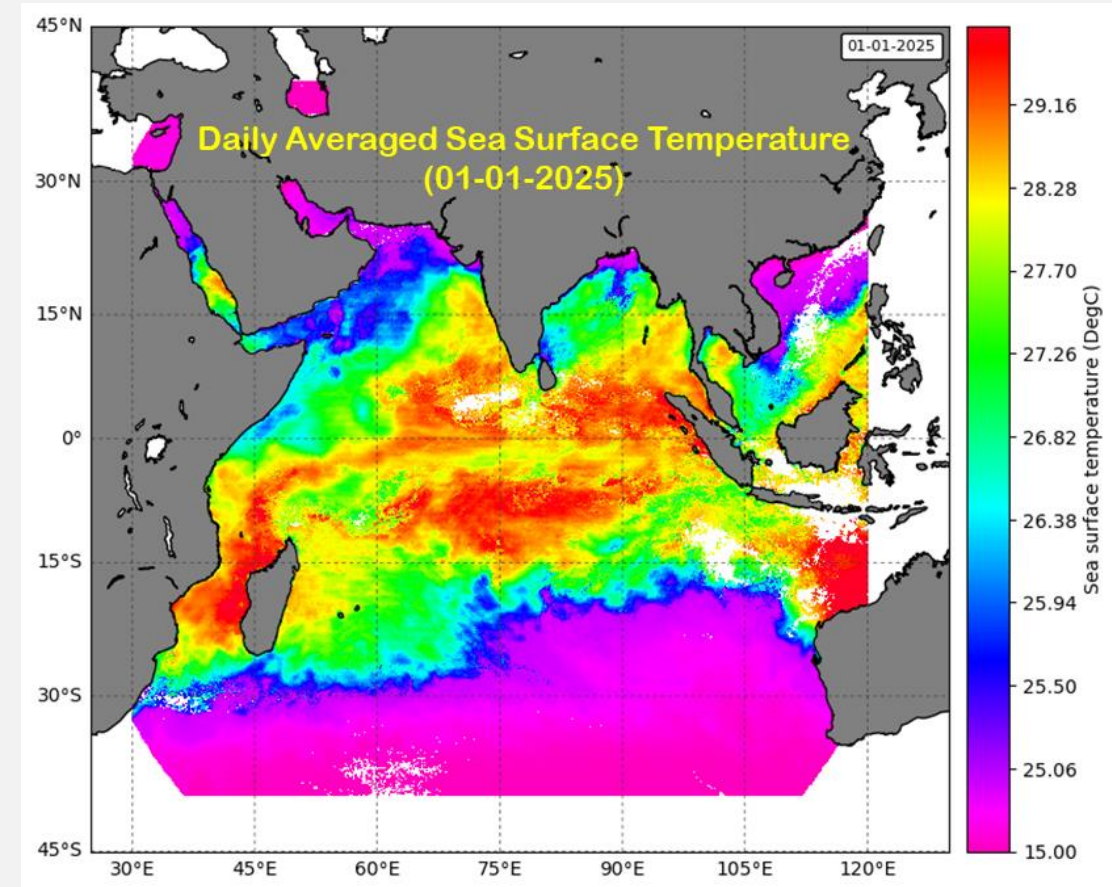 45°N
01-01-2025
29.16
Daily Averaged Sea Surface Temperature
(01-01-2025)
30°N
28.28
27.70
15°N
27.26
0°
26.82
Sea surface temperature (DegC)
26.38
15°S
25.94
30°S
25.50
25.06
45°S
15.00
30°E 45°E 60°E 75°E 90°E 105°E 120°E